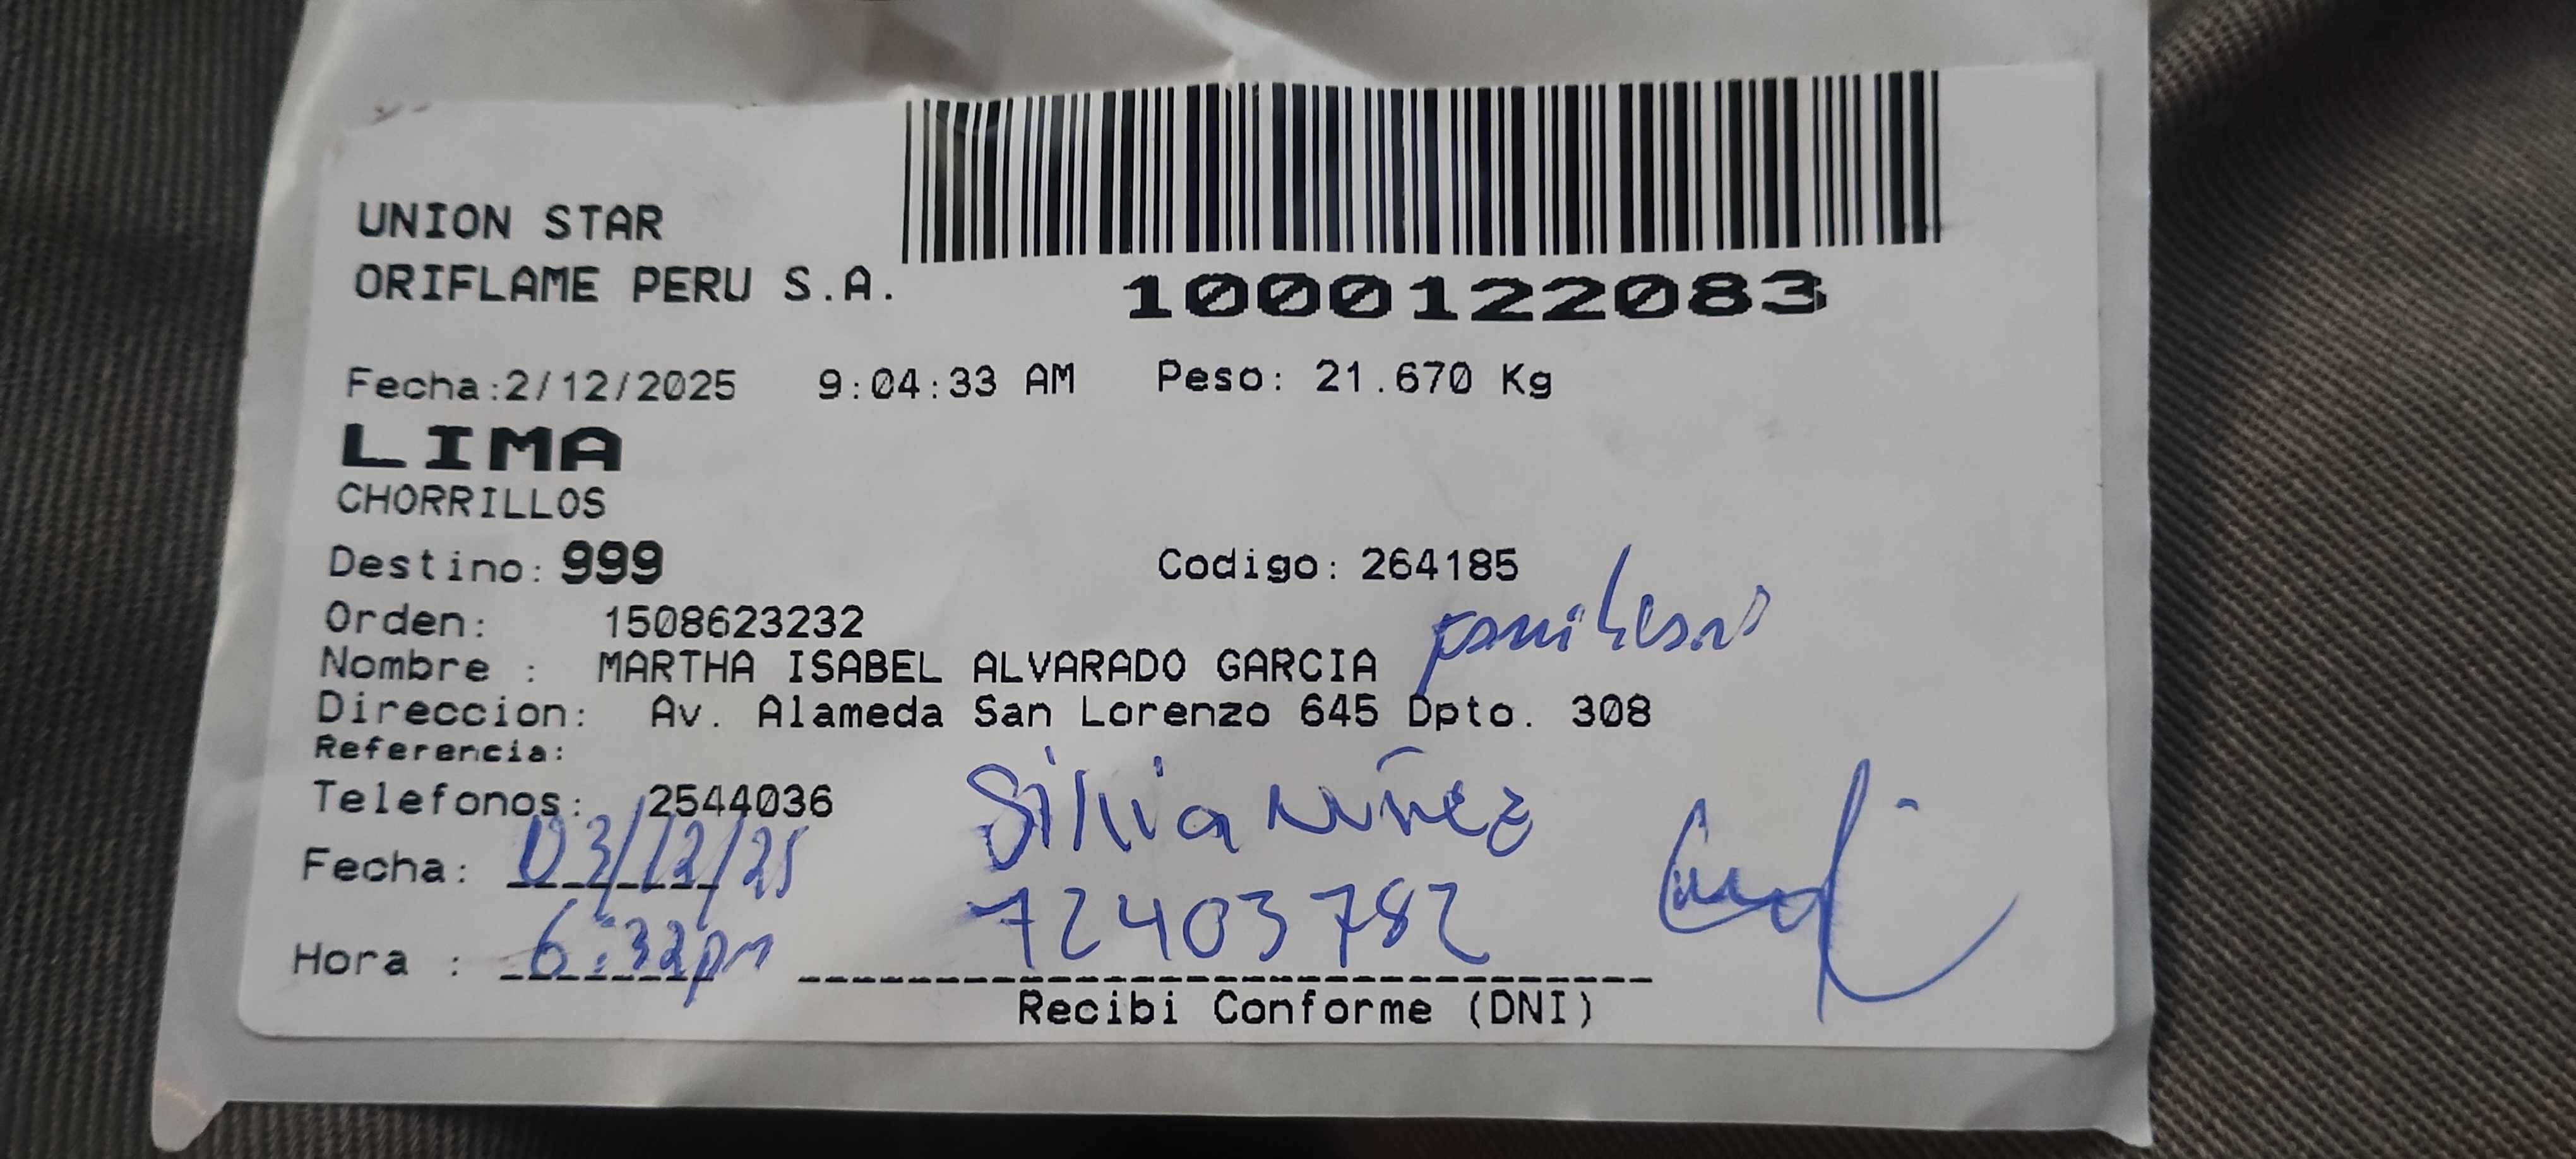 UNION STAR
ORIFLAME PERU S.A.
1000122083
Fecha:2/12/2025 9:04:33 AM Peso: 21.670 Kg
LIMA
CHORRILLOS
Destino: 999 Codigo: 264185
Orden: 1508623232
Nombre : MARTHA ISABEL ALVARADO GARCIA
Direccion: Av. Alameda San Lorenzo 645 Dpto. 308
Referencia:
Telefonos: 2544036
Silvia Núñez
Fecha: 03/12/25
72403782
Hora : 6:32pm
Recibi Conforme (DNI)